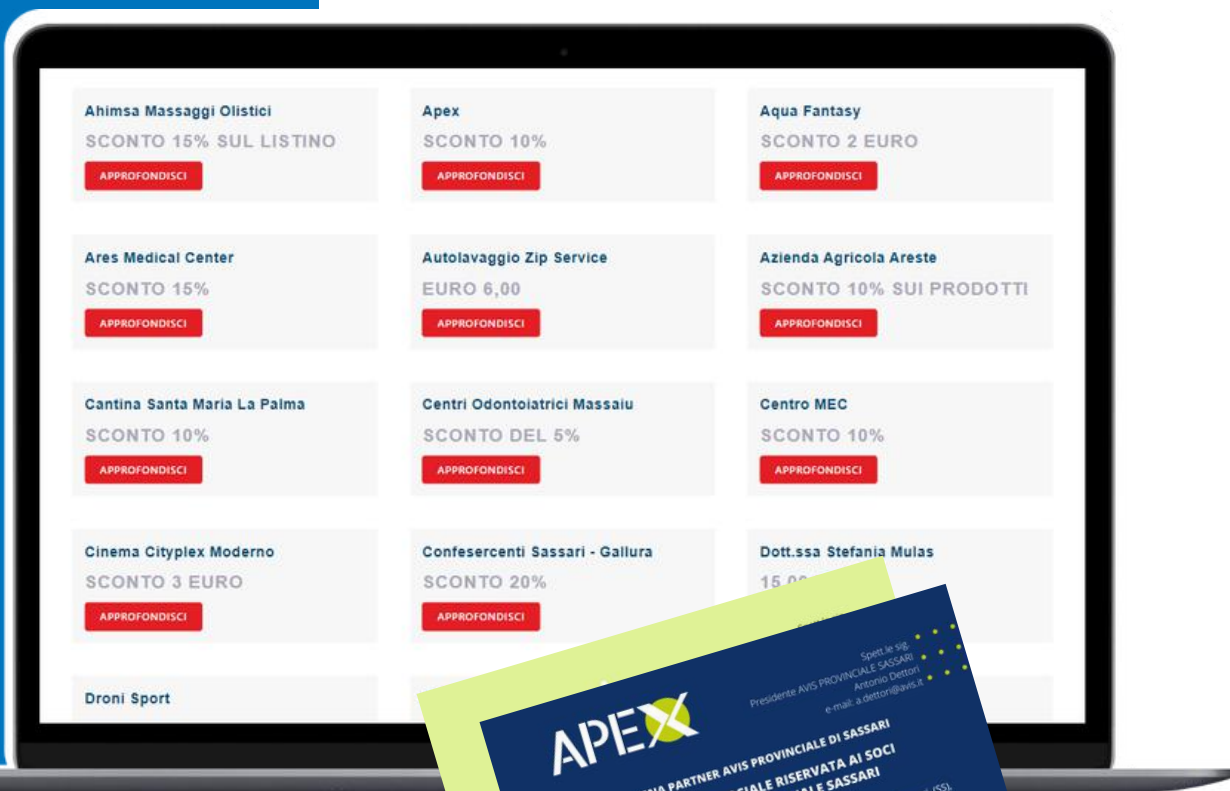 Ahimsa Massaggi Olistici
SCONTO 15% SUL LISTINO
APPROFONDISCI
Apex
SCONTO 10%
APPROFONDISCI
Aqua Fantasy
SCONTO 2 EURO
APPROFONDISCI
Ares Medical Center
SCONTO 15%
APPROFONDISCI
Autolavaggio Zip Service
EURO 6,00
APPROFONDISCI
Azienda Agricola Areste
SCONTO 10% SUI PRODOTTI
APPROFONDISCI
Cantina Santa Maria La Palma
SCONTO 10%
APPROFONDISCI
Centri Odontoiatrici Massaiu
SCONTO DEL 5%
APPROFONDISCI
Centro MEC
SCONTO 10%
APPROFONDISCI
Cinema Cityplex Moderno
SCONTO 3 EURO
APPROFONDISCI
Confesercenti Sassari - Gallura
SCONTO 20%
APPROFONDISCI
Dott.ssa Stefania Mulas
Droni Sport
APEX
Spett.le sig.
Presidente AVIS PROVINCIALE SASSARI
Antonio Dettori
e-mail: a.dettori@avis.it
PARTNER AVIS PROVINCIALE DI SASSARI
RISERVATA AI SOCI
SASSARI